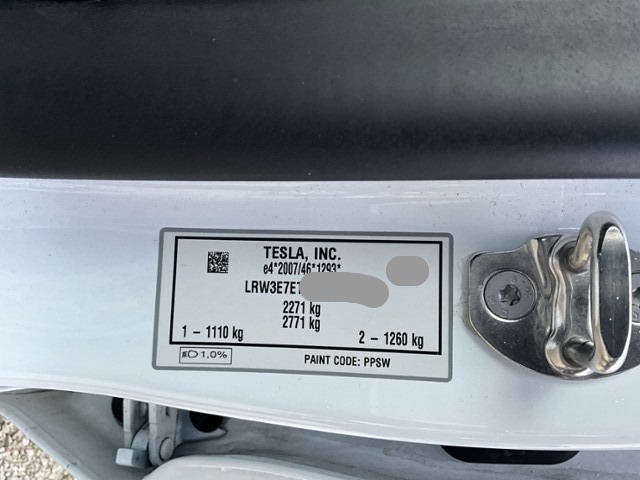 TESLA, INC.
e4*2007/46*1293*
LRW3E7E
2271 kg
2771 kg
1 – 1110 kg 2 – 1260 kg
1,0% PAINT CODE: PPSW